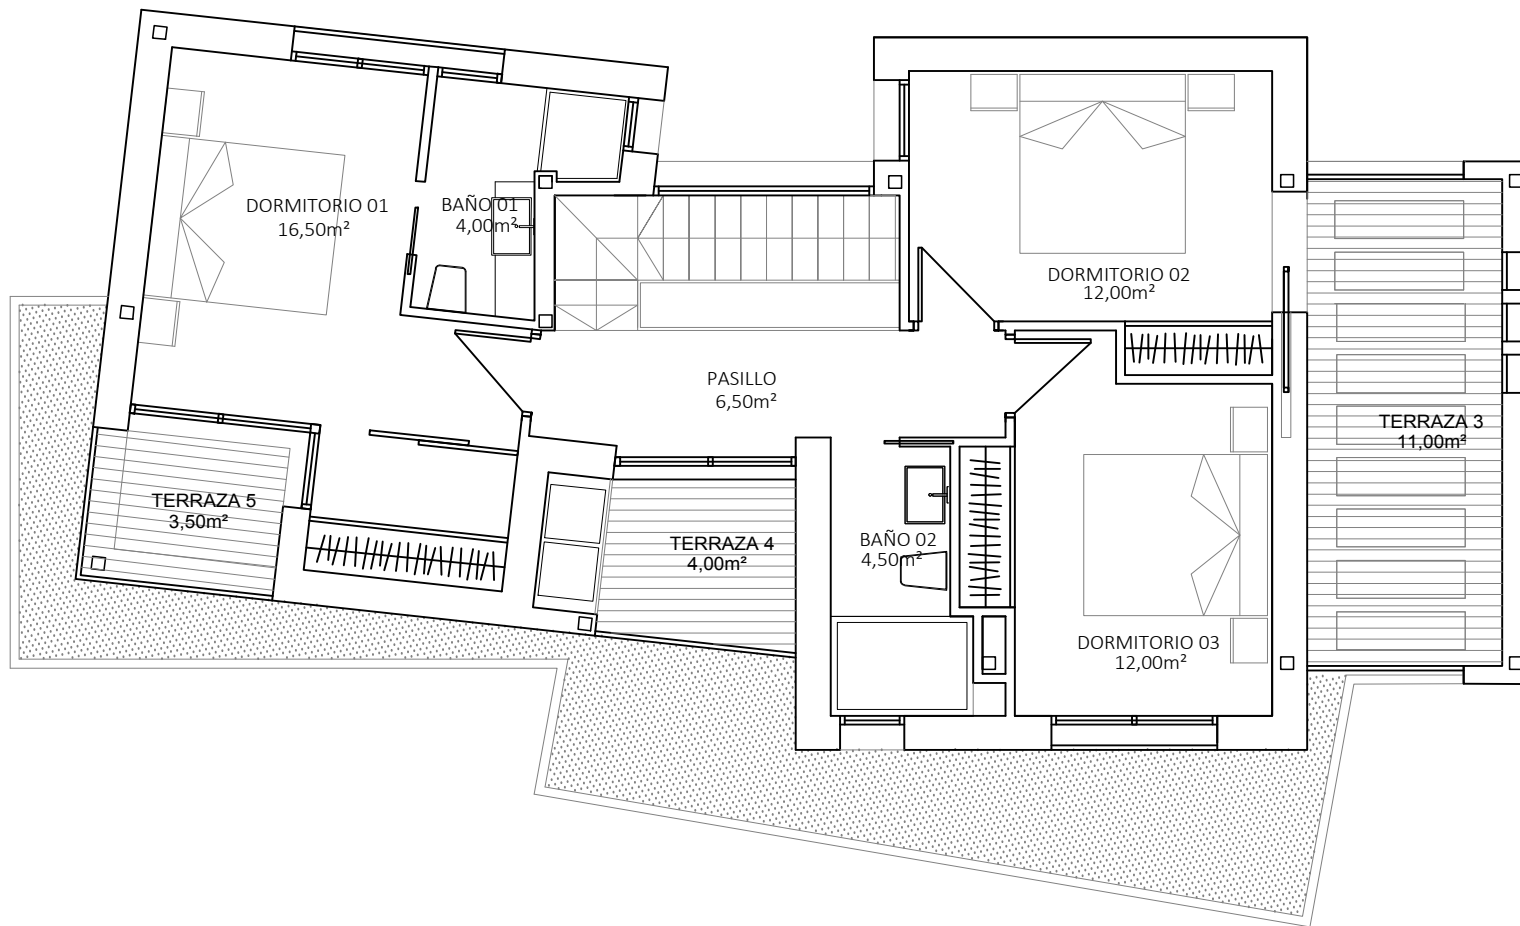 DORMITORIO 01
16,50m²
BAÑO 01
4,00m²
DORMITORIO 02
12,00m²
PASILLO
6,50m²
TERRAZA 3
11,00m²
TERRAZA 5
3,50m²
TERRAZA 4
4,00m²
BAÑO 02
4,50m²
DORMITORIO 03
12,00m²